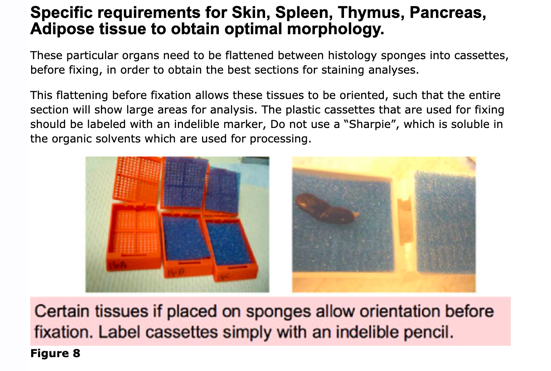 Specific requirements for Skin, Spleen, Thymus, Pancreas,
Adipose tissue to obtain optimal morphology.
These particular organs need to be flattened between histology sponges into cassettes,
before fixing, in order to obtain the best sections for staining analyses.
This flattening before fixation allows these tissues to be oriented, such that the entire
section will show large areas for analysis. The plastic cassettes that are used for fixing
should be labeled with an indelible marker, Do not use a “Sharpie”, which is soluble in
the organic solvents which are used for processing.
Certain tissues if placed on sponges allow orientation before
fixation. Label cassettes simply with an indelible pencil.
Figure 8